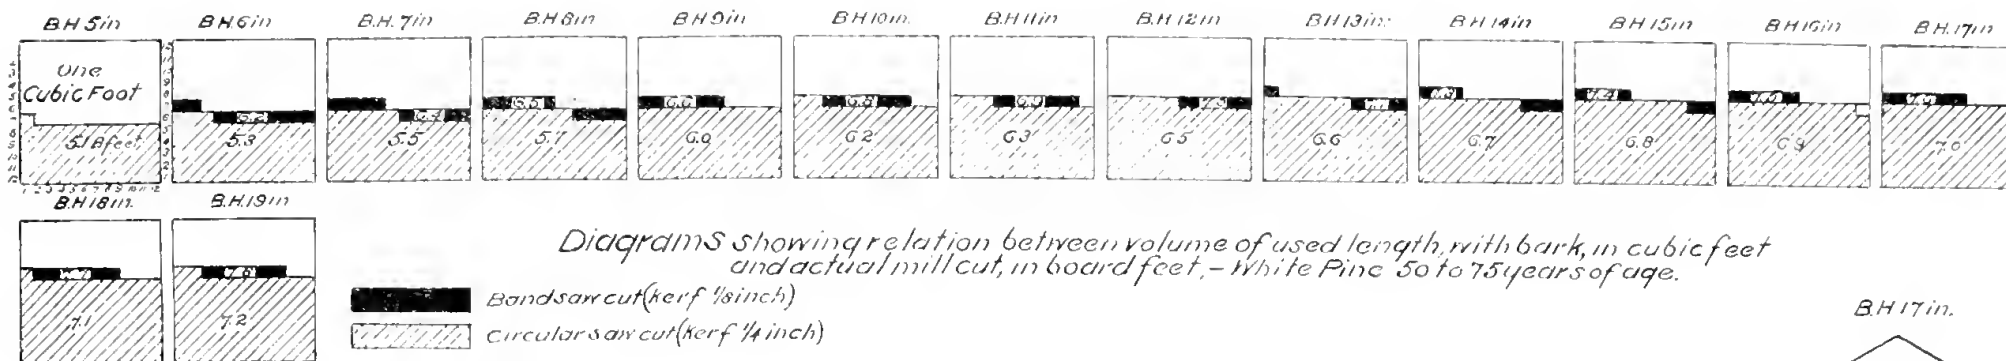 B.H 5in B.H.6in B.H.7in B.H 8in B.H 9in B.H 10in. B.H 11in B.H 12in B.H 13in. B.H 14in B.H 15in B.H 16in B.H. 17in
One
Cubic Foot
5.1 B feet 5.3 5.5 5.7 6.0 6.2 6.3 6.5 6.6 6.7 6.8 6.9 7.0
B.H.18in. B.H.19in
7.6
7.1 7.2
Diagrams showing relation between volume of used length, with bark, in cubic feet
and actual mill cut, in board feet, - White Pine 50 to 75 years of age.
Bandsaw cut (kerf 1/8 inch)
Circular saw cut (kerf 1/4 inch)
B.H 17in.